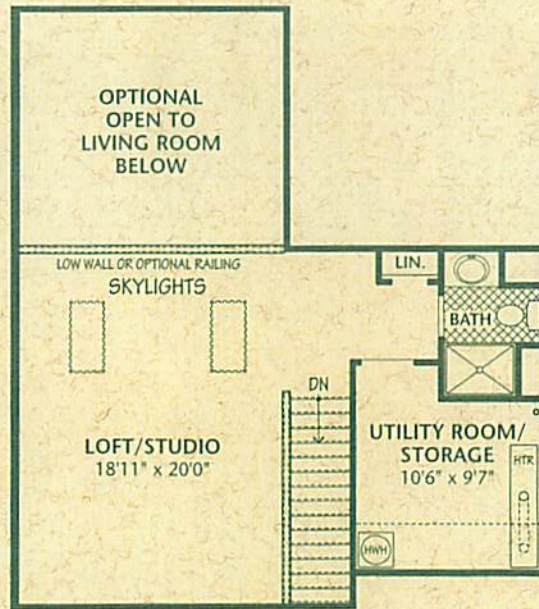 OPTIONAL
OPEN TO
LIVING ROOM
BELOW
LOW WALL OR OPTIONAL RAILING
SKYLIGHTS
LIN.
BATH
DN
LOFT/STUDIO
18'11" x 20'0"
UTILITY ROOM/
STORAGE
10'6" x 9'7"
HTR
HWH